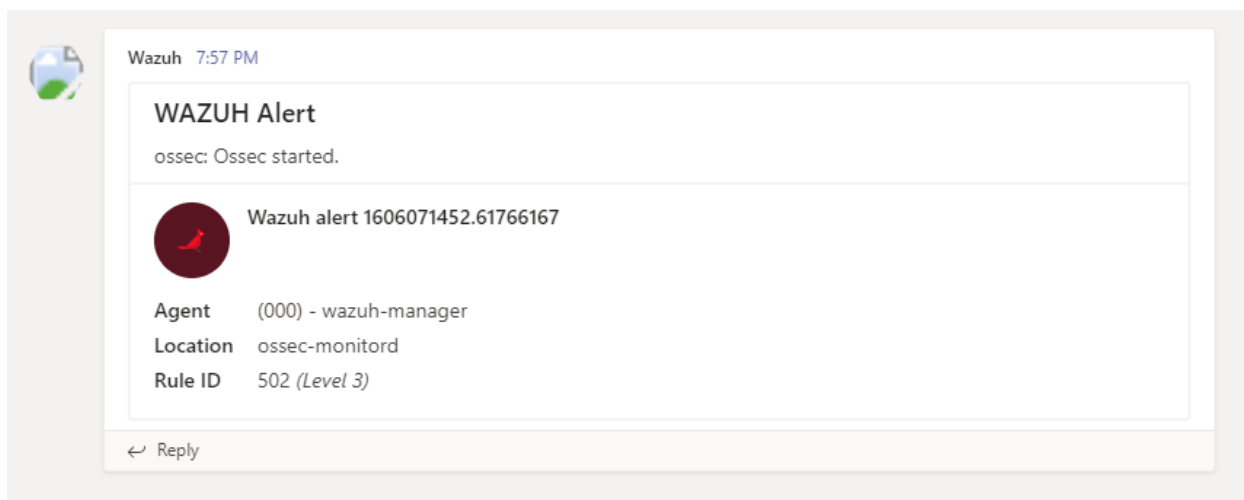 Wazuh 7:57 PM
WAZUH Alert
ossec: Ossec started.
Wazuh alert 1606071452.61766167
Agent (000) - wazuh-manager
Location ossec-monitord
Rule ID 502 (Level 3)
Reply